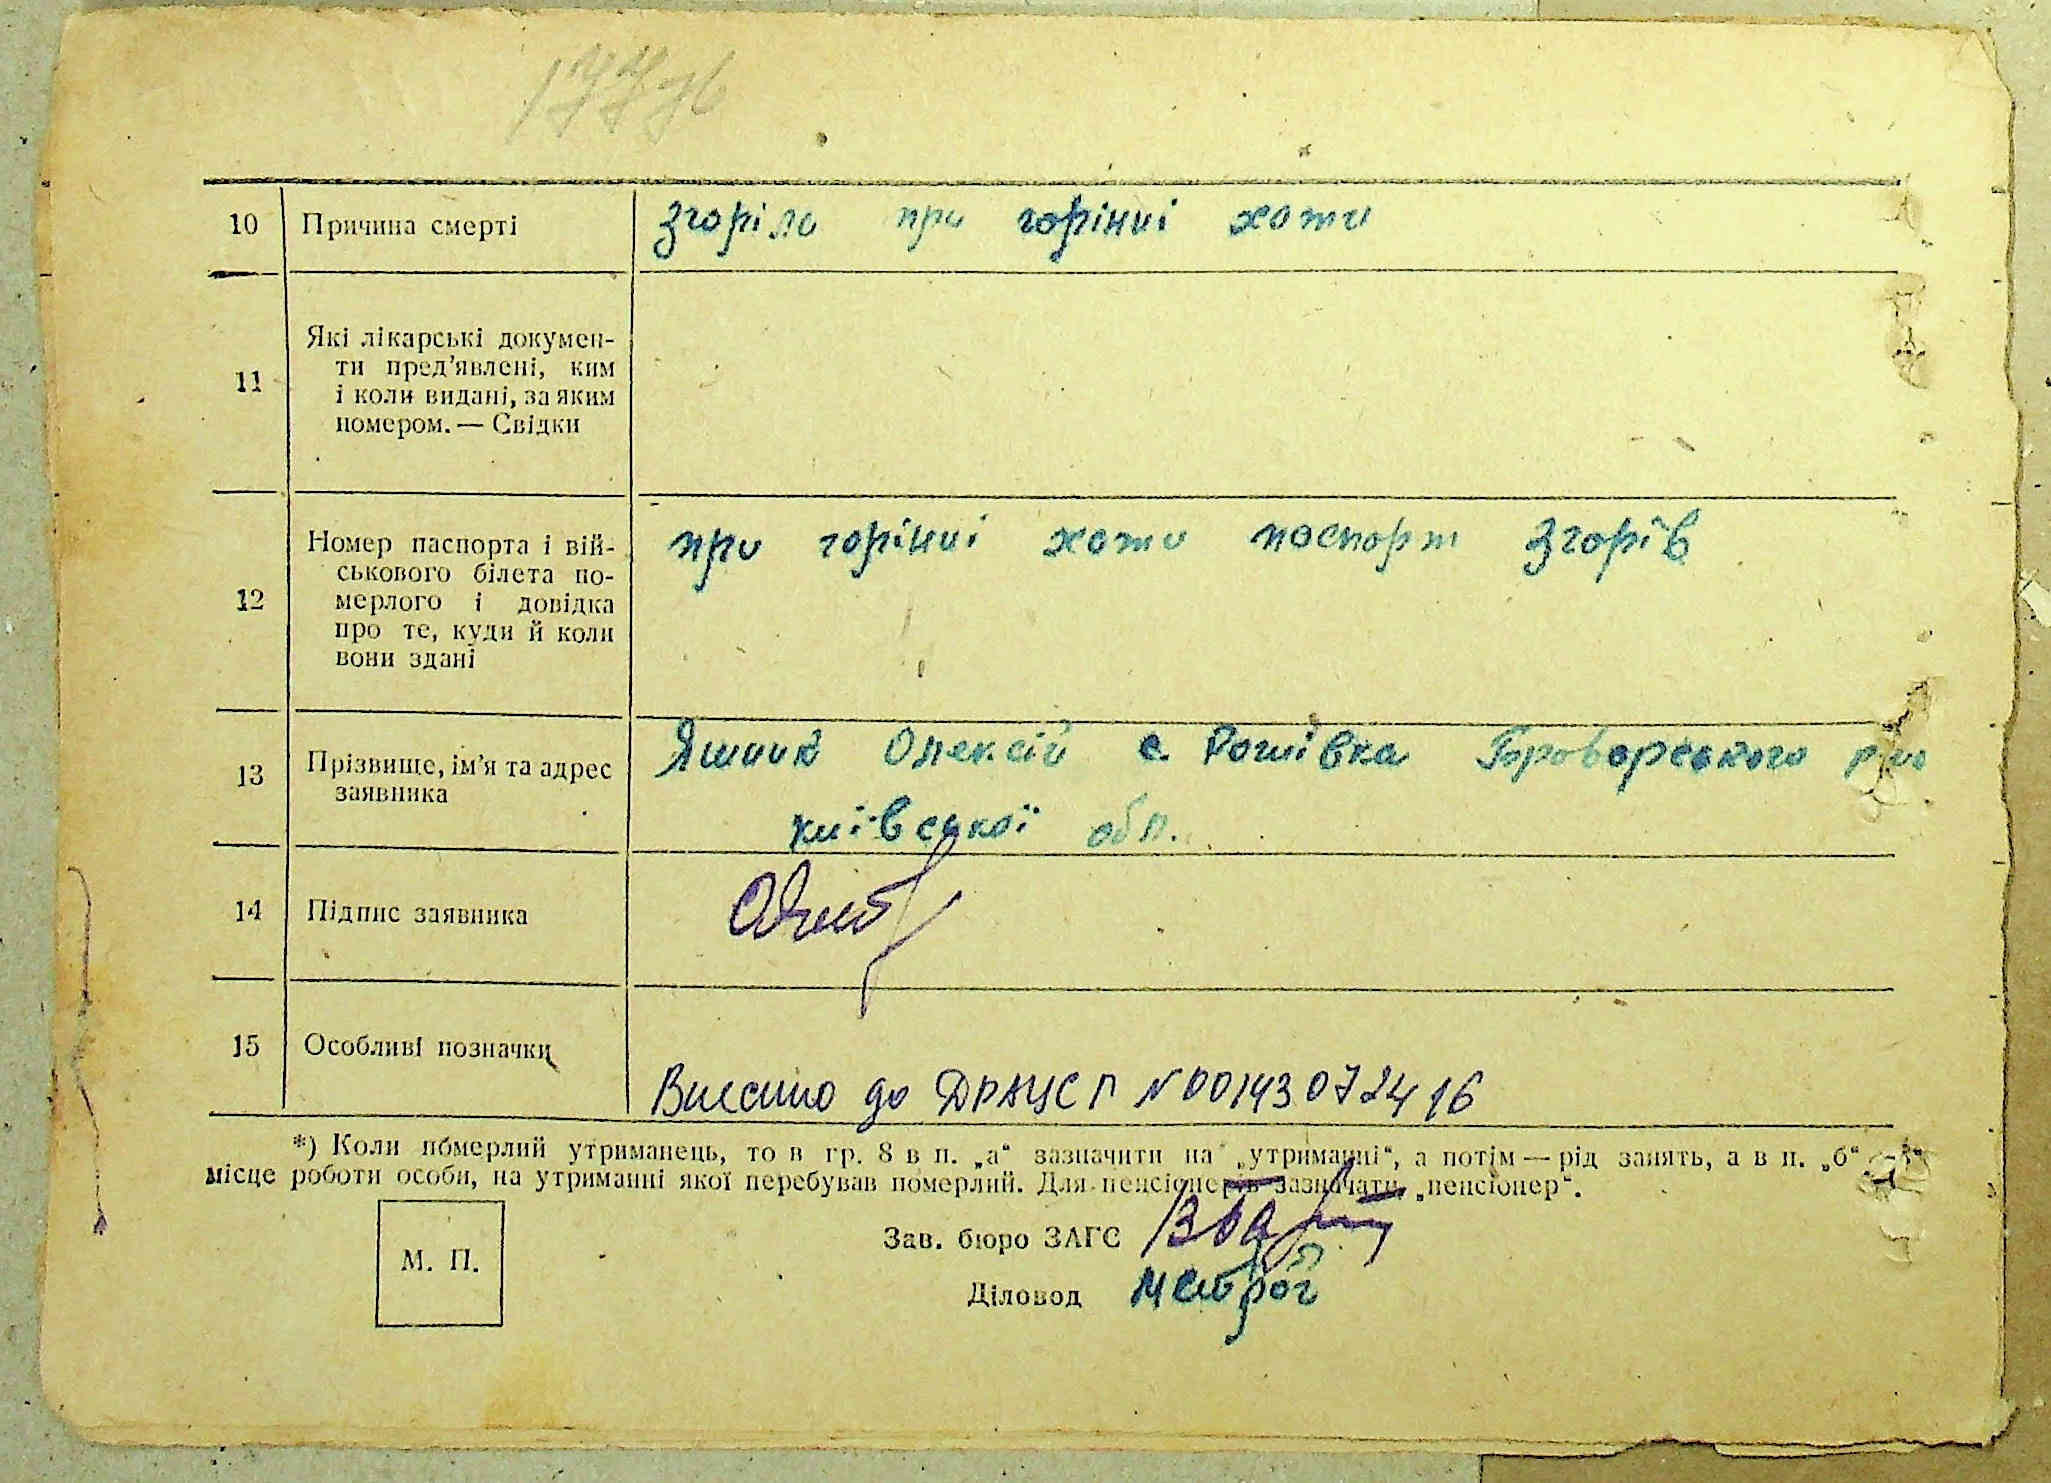 10 Причина смерті згоріла при горінні хати
11 Які лікарські докумен-
ти пред’явлені, ким
і коли видані, за яким
номером. — Свідки
12 Номер паспорта і вій-
ськового білета по-
мерлого і довідка
про те, куди й коли
вони здані
при горінні хати паспорт згорів
13 Прізвище, ім’я та адрес
заявника
Яшник Олексій с. Рожівка Броварського р-ну
київської обл.
14 Підпис заявника
15 Особливі позначки
Внесено до ДРАЦСГ N 00143072416
*) Коли померлий утриманець, то в гр. 8 в п. „а“ зазначити на „утриманні“, а потім — рід занять, а в п. „б“ — „в“
місце роботи особи, на утриманні якої перебував померлий. Для пенсіонерів зазначати „пенсіонер“.
М. П.
Зав. бюро ЗАГС
Діловод